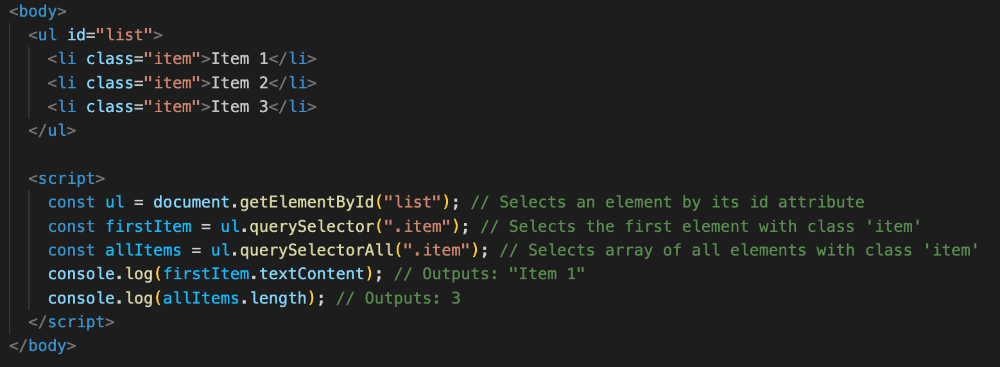 <body>
<ul id="list">
<li class="item">Item 1</li>
<li class="item">Item 2</li>
<li class="item">Item 3</li>
</ul>
<script>
const ul = document.getElementById("list"); // Selects an element by its id attribute
const firstItem = ul.querySelector(".item"); // Selects the first element with class 'item'
const allItems = ul.querySelectorAll(".item"); // Selects array of all elements with class 'item'
console.log(firstItem.textContent); // Outputs: "Item 1"
console.log(allItems.length); // Outputs: 3
</script>
</body>